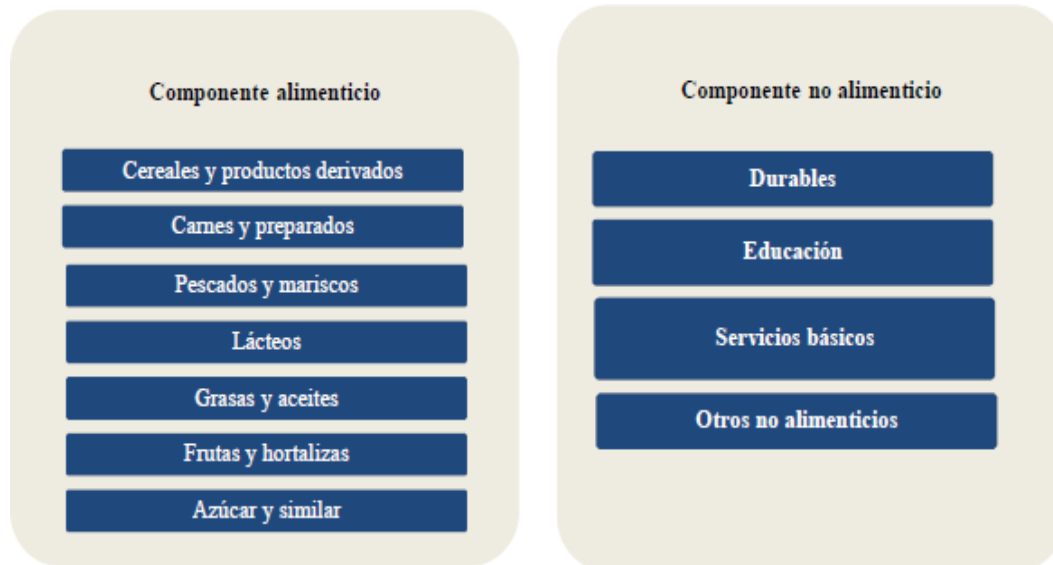 Componente alimenticio
Cereales y productos derivados
Carnes y preparados
Pescados y mariscos
Lácteos
Grasas y aceites
Frutas y hortalizas
Azúcar y similar
Componente no alimenticio
Durables
Educación
Servicios básicos
Otros no alimenticios